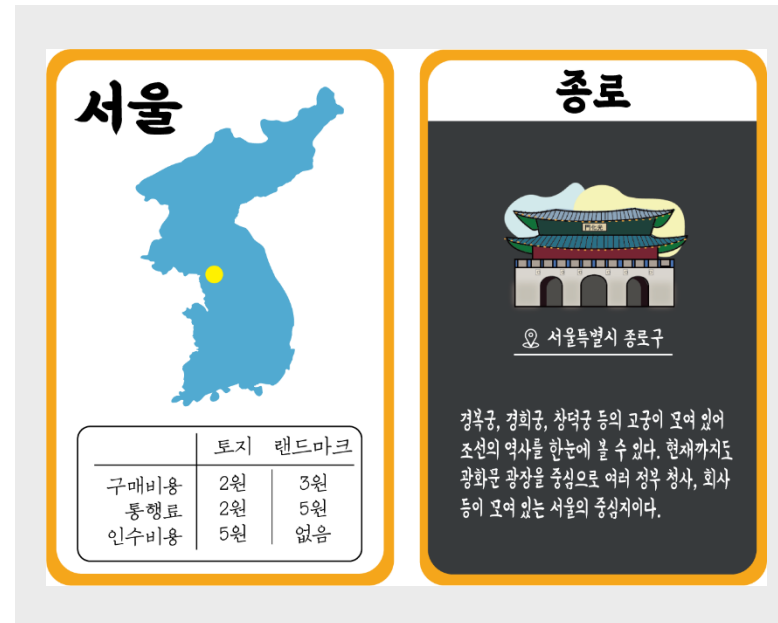 서울
토지 랜드마크
구매비용 2원 3원
통행료 2원 5원
인수비용 5원 없음
종로
서울특별시 종로구
경복궁, 경희궁, 창덕궁 등의 고궁이 모여 있어
조선의 역사를 한눈에 볼 수 있다. 현재까지도
광화문 광장을 중심으로 여러 정부 청사, 회사
등이 모여 있는 서울의 중심지이다.